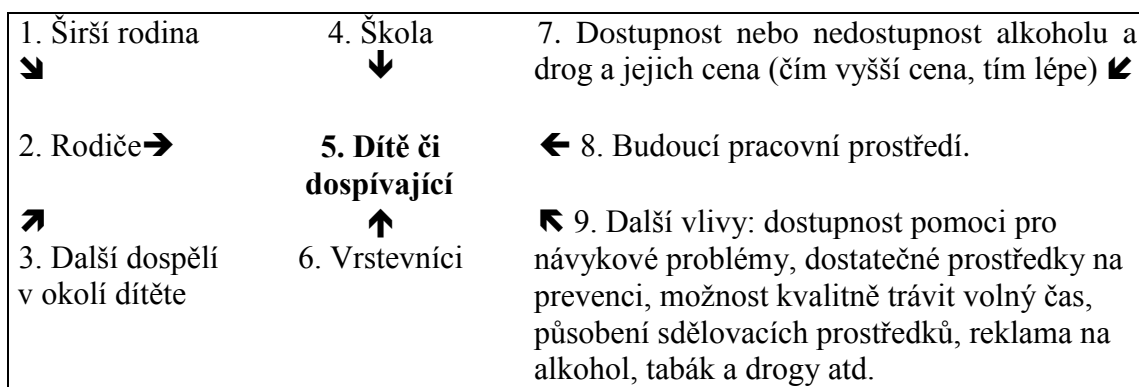 1. Širší rodina
➘
4. Škola
🡻
7. Dostupnost nebo nedostupnost alkoholu a
drog a jejich cena (čím vyšší cena, tím lépe) 🡿
2. Rodiče➔
5. Dítě či
dospívající
🡸 8. Budoucí pracovní prostředí.
➚
3. Další dospělí
v okolí dítěte
🡹
6. Vrstevníci
🡼 9. Další vlivy: dostupnost pomoci pro
návykové problémy, dostatečné prostředky na
prevenci, možnost kvalitně trávit volný čas,
působení sdělovacích prostředků, reklama na
alkohol, tabák a drogy atd.